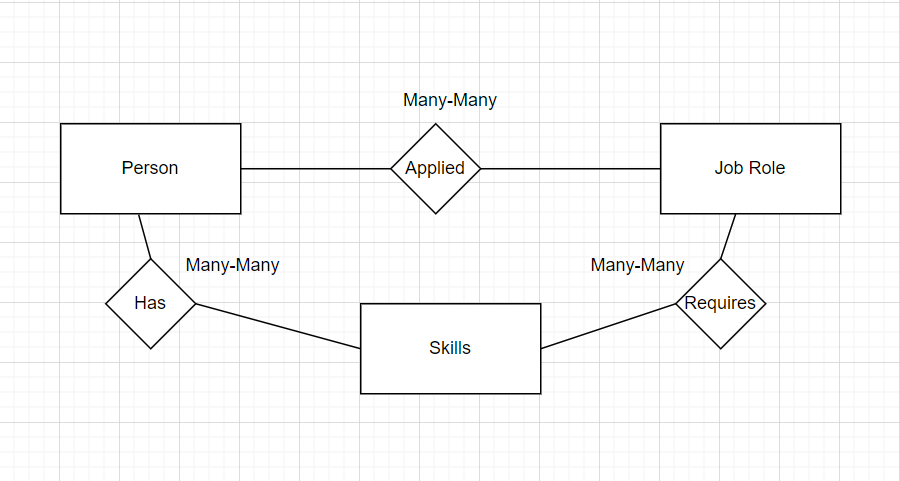 Many-Many
Person
Applied
Job Role
Many-Many
Many-Many
Has
Requires
Skills